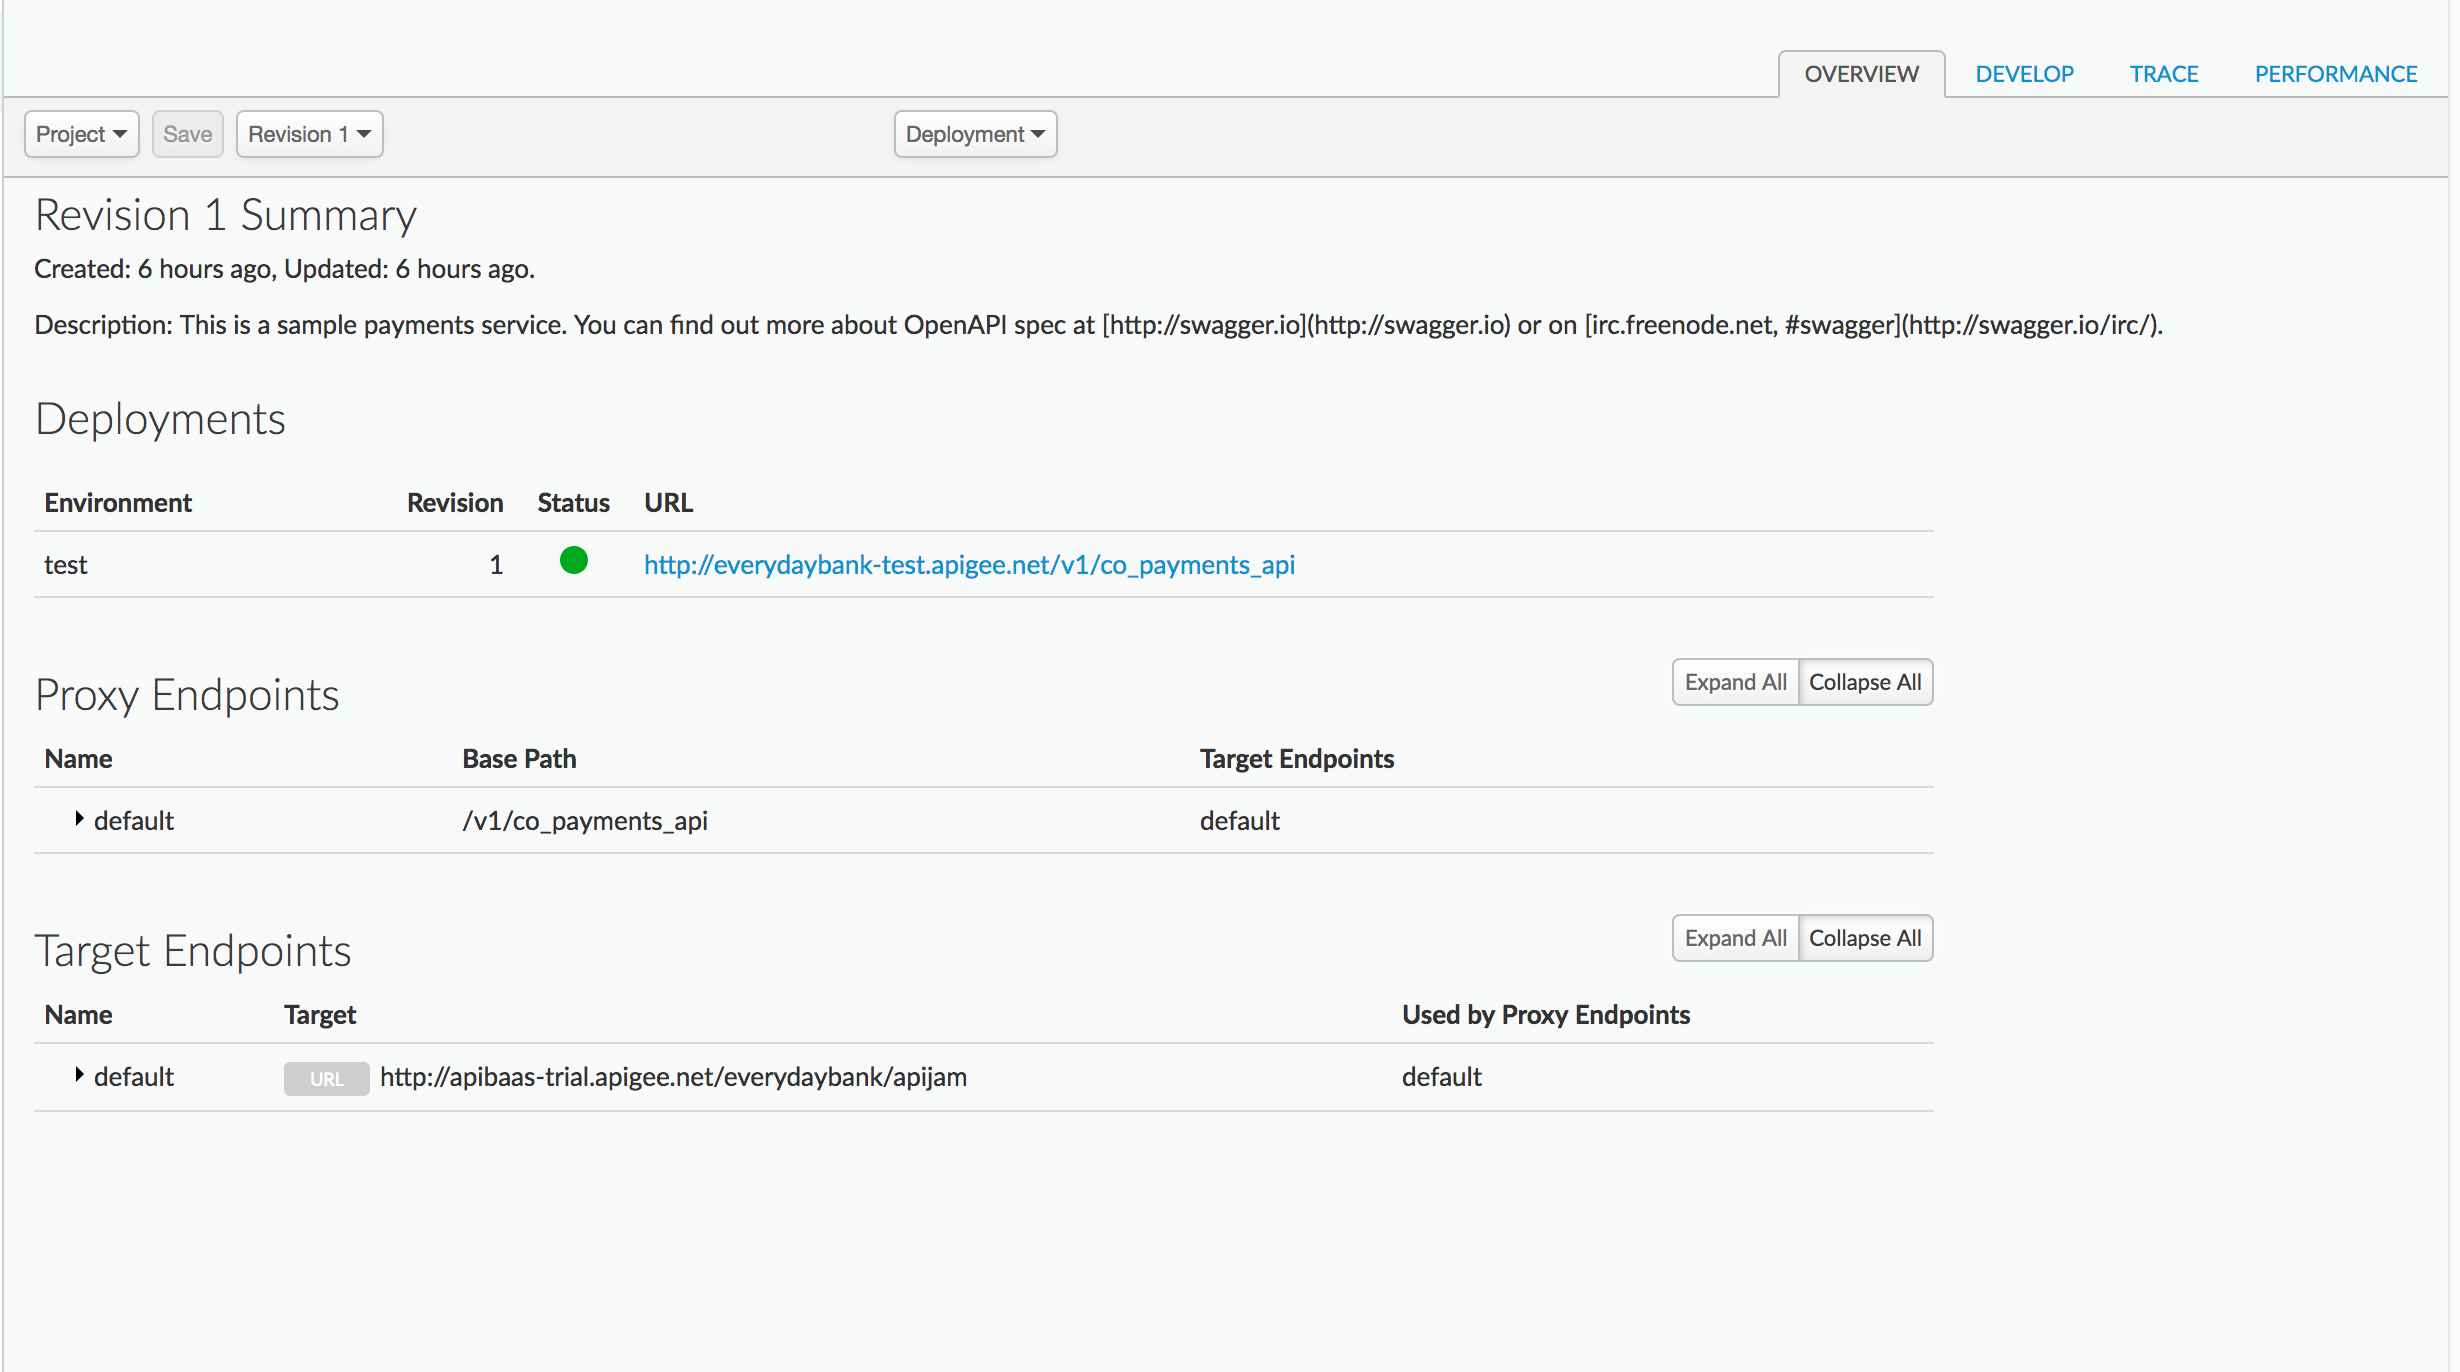 OVERVIEW DEVELOP TRACE PERFORMANCE
Project Save Revision 1 Deployment
Revision 1 Summary
Created: 6 hours ago, Updated: 6 hours ago.
Description: This is a sample payments service. You can find out more about OpenAPI spec at [http://swagger.io](http://swagger.io) or on [irc.freenode.net, #swagger](http://swagger.io/irc/).
Deployments
Environment Revision Status URL
test 1 http://everydaybank-test.apigee.net/v1/co_payments_api
Proxy Endpoints Expand All Collapse All
Name Base Path Target Endpoints
default /v1/co_payments_api default
Target Endpoints Expand All Collapse All
Name Target Used by Proxy Endpoints
default URL http://apibaas-trial.apigee.net/everydaybank/apijam default